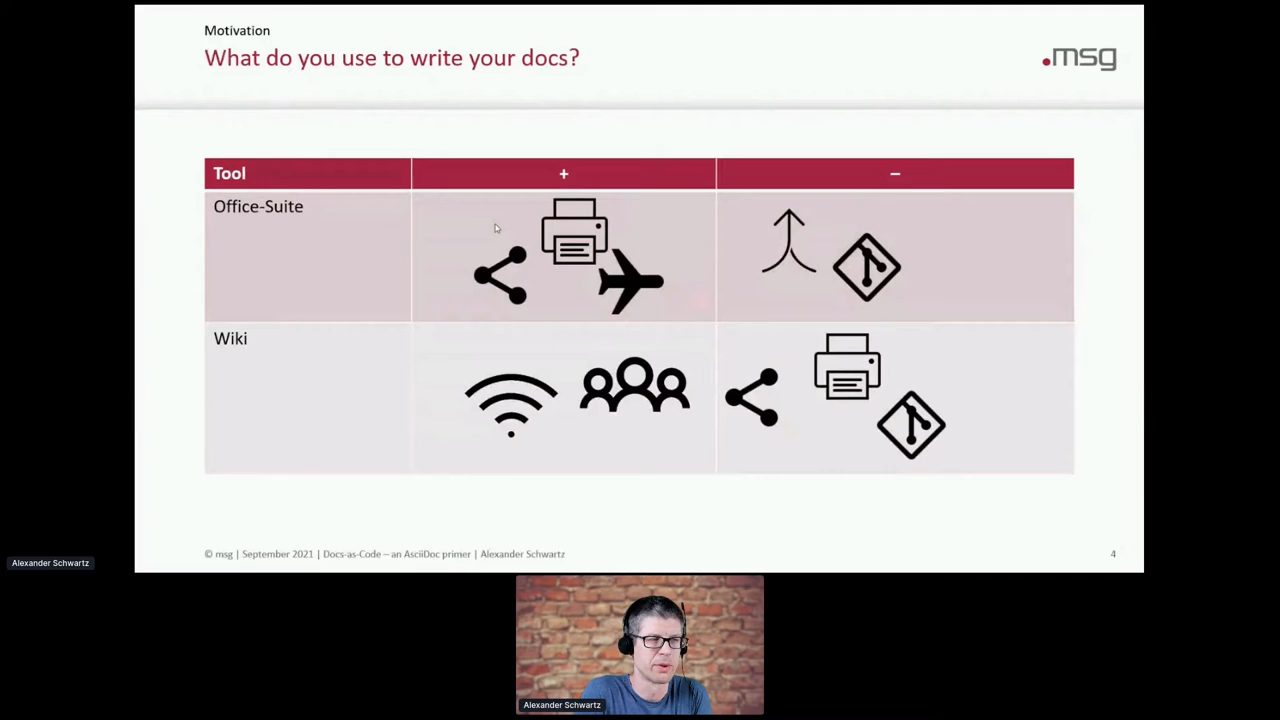 Motivation
What do you use to write your docs?
.msg
Tool + –
Office-Suite
Wiki
© msg | September 2021 | Docs-as-Code – an AsciiDoc primer | Alexander Schwartz
4
Alexander Schwartz
Alexander Schwartz